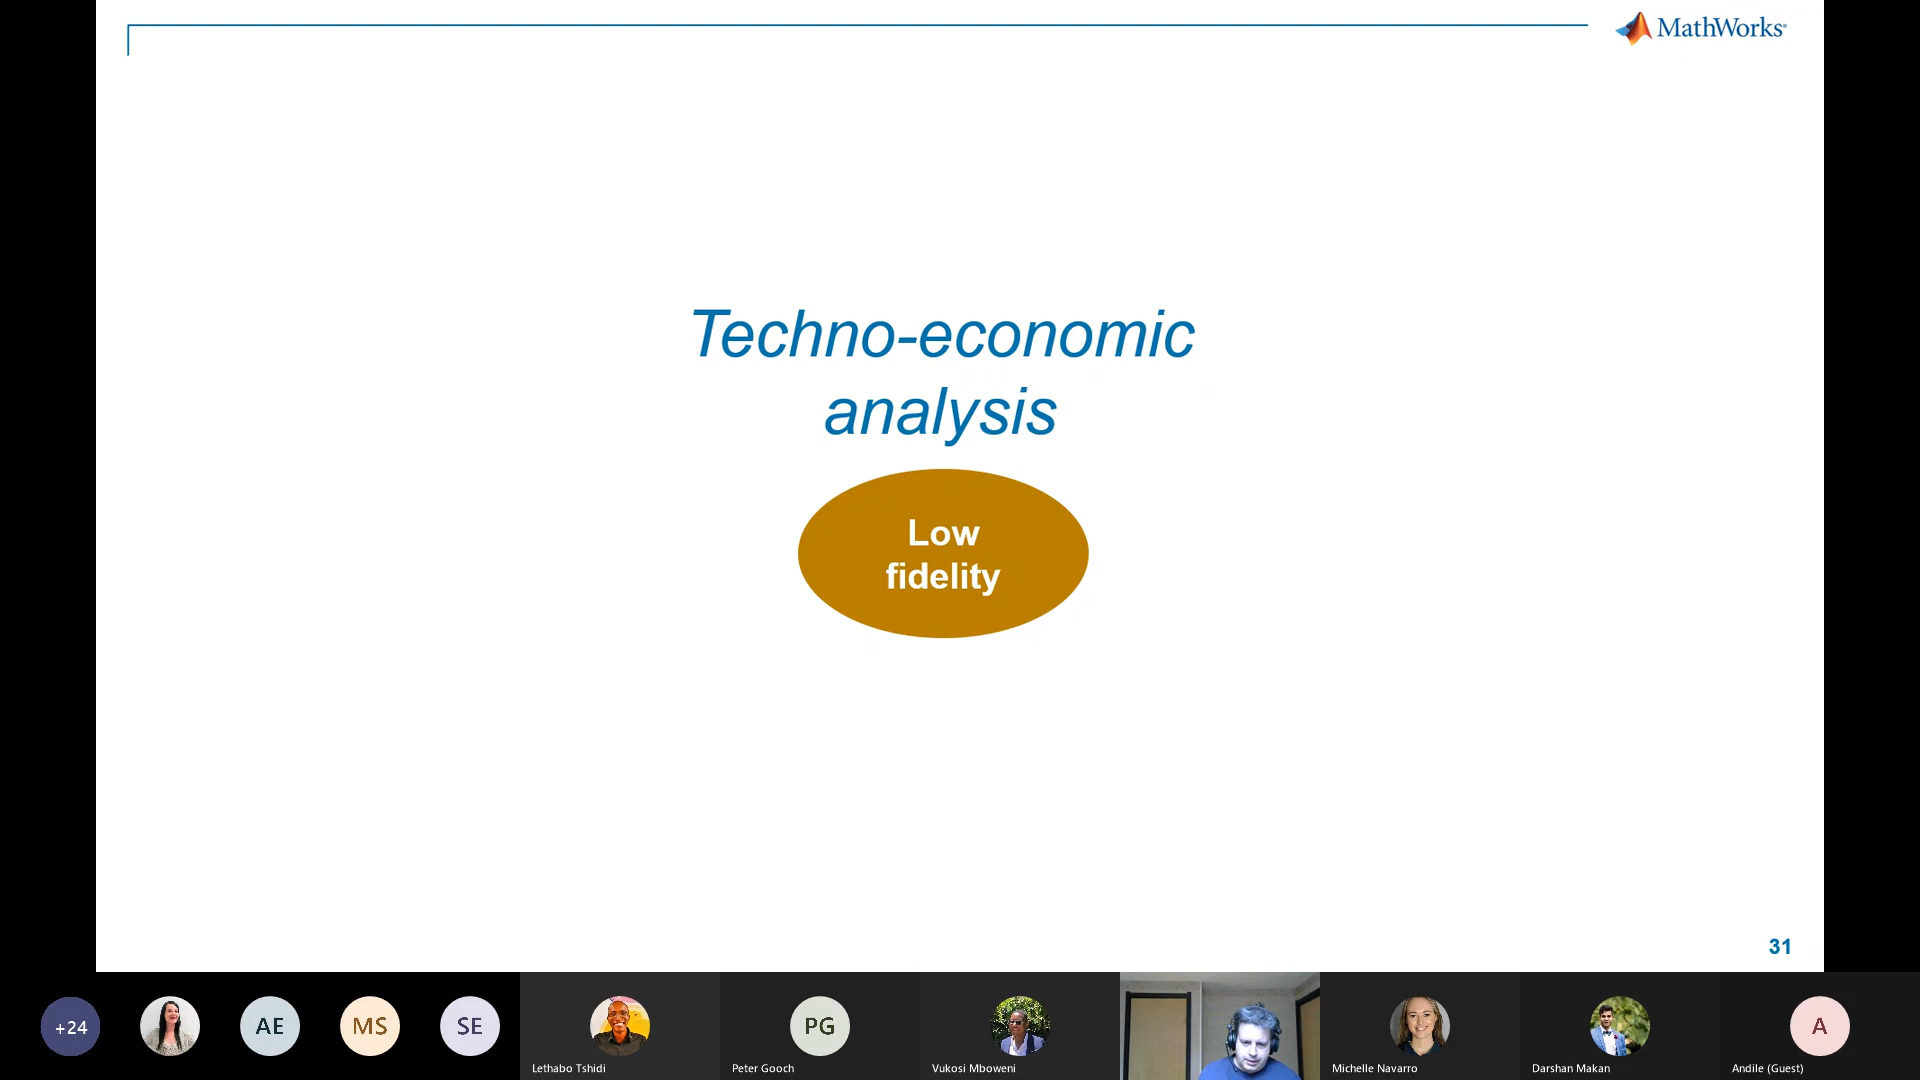 MathWorks®
Techno-economic
analysis
Low
fidelity
31
+24
AE
MS
SE
PG
A
Lethabo Tshidi
Peter Gooch
Vukosi Mboweni
Michelle Navarro
Darshan Makan
Andile (Guest)